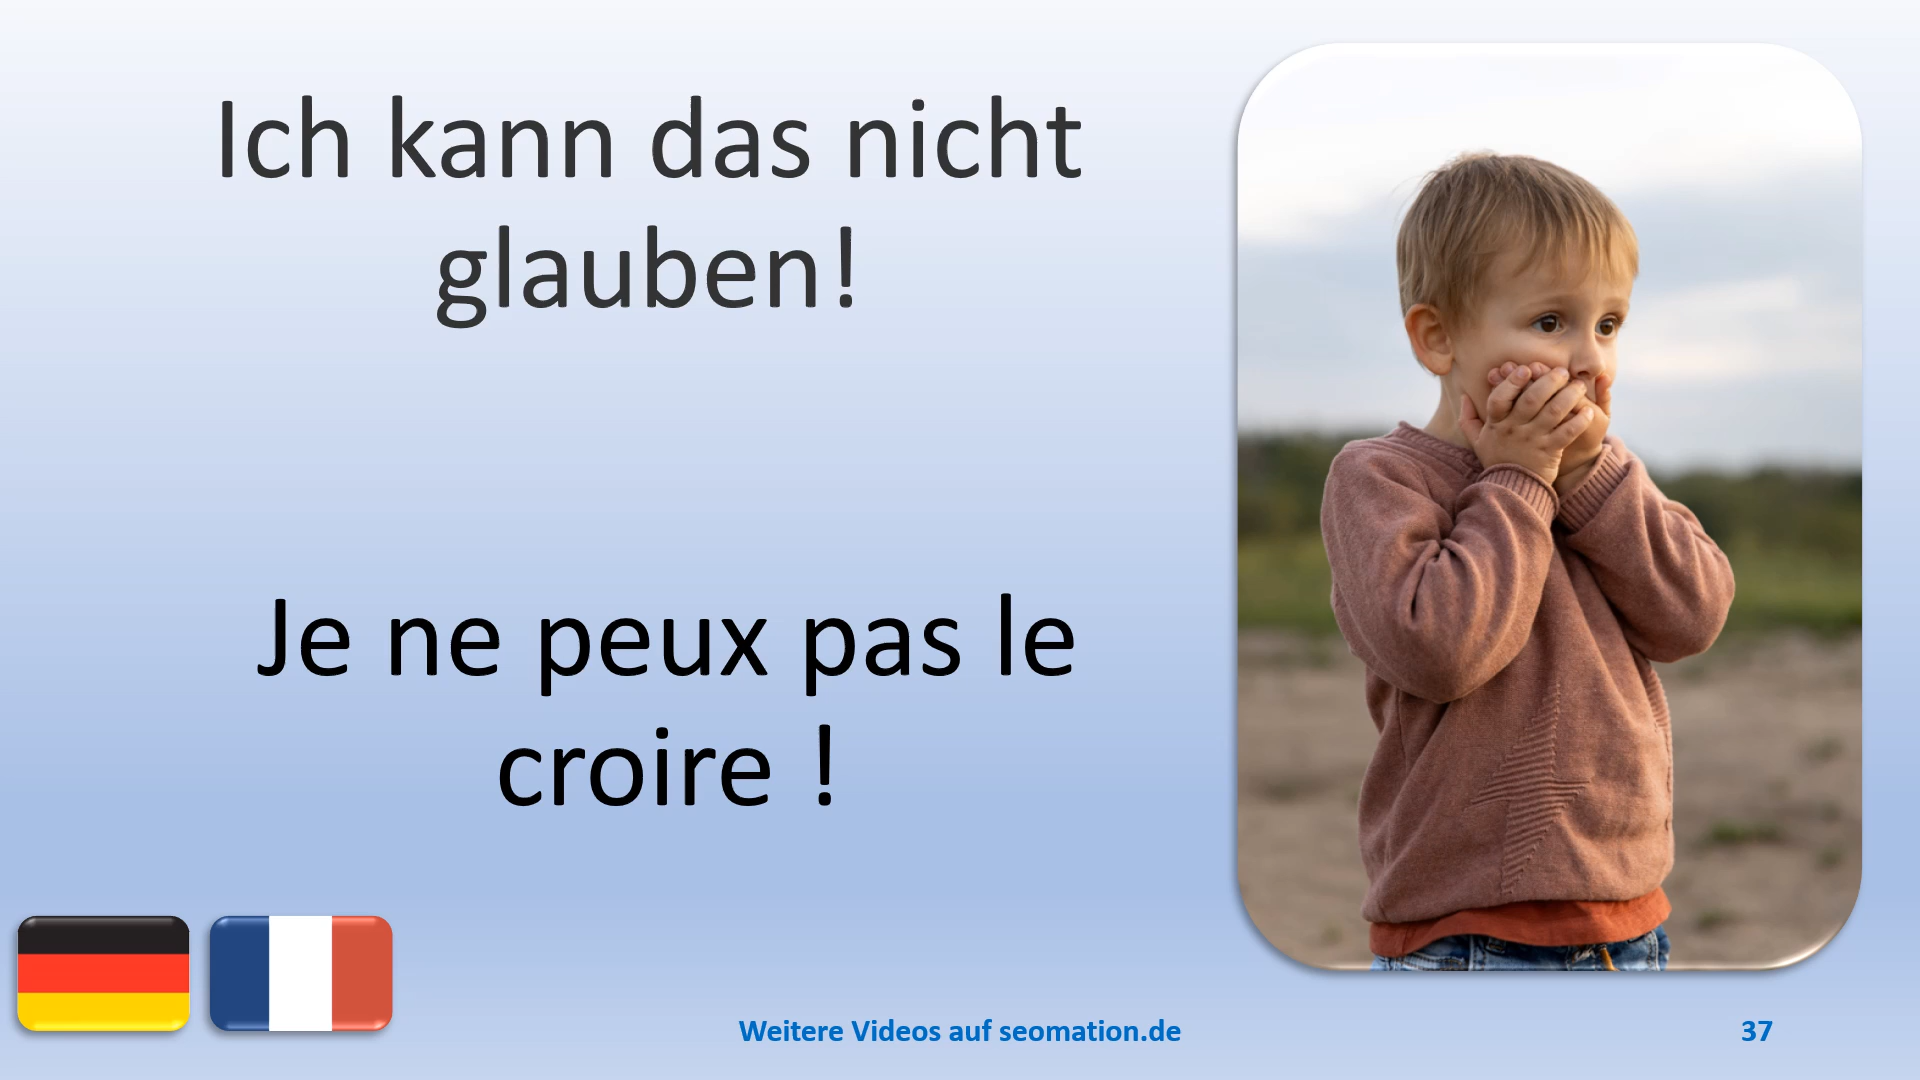 Ich kann das nicht
glauben!
Je ne peux pas le
croire !
Weitere Videos auf seomation.de
37